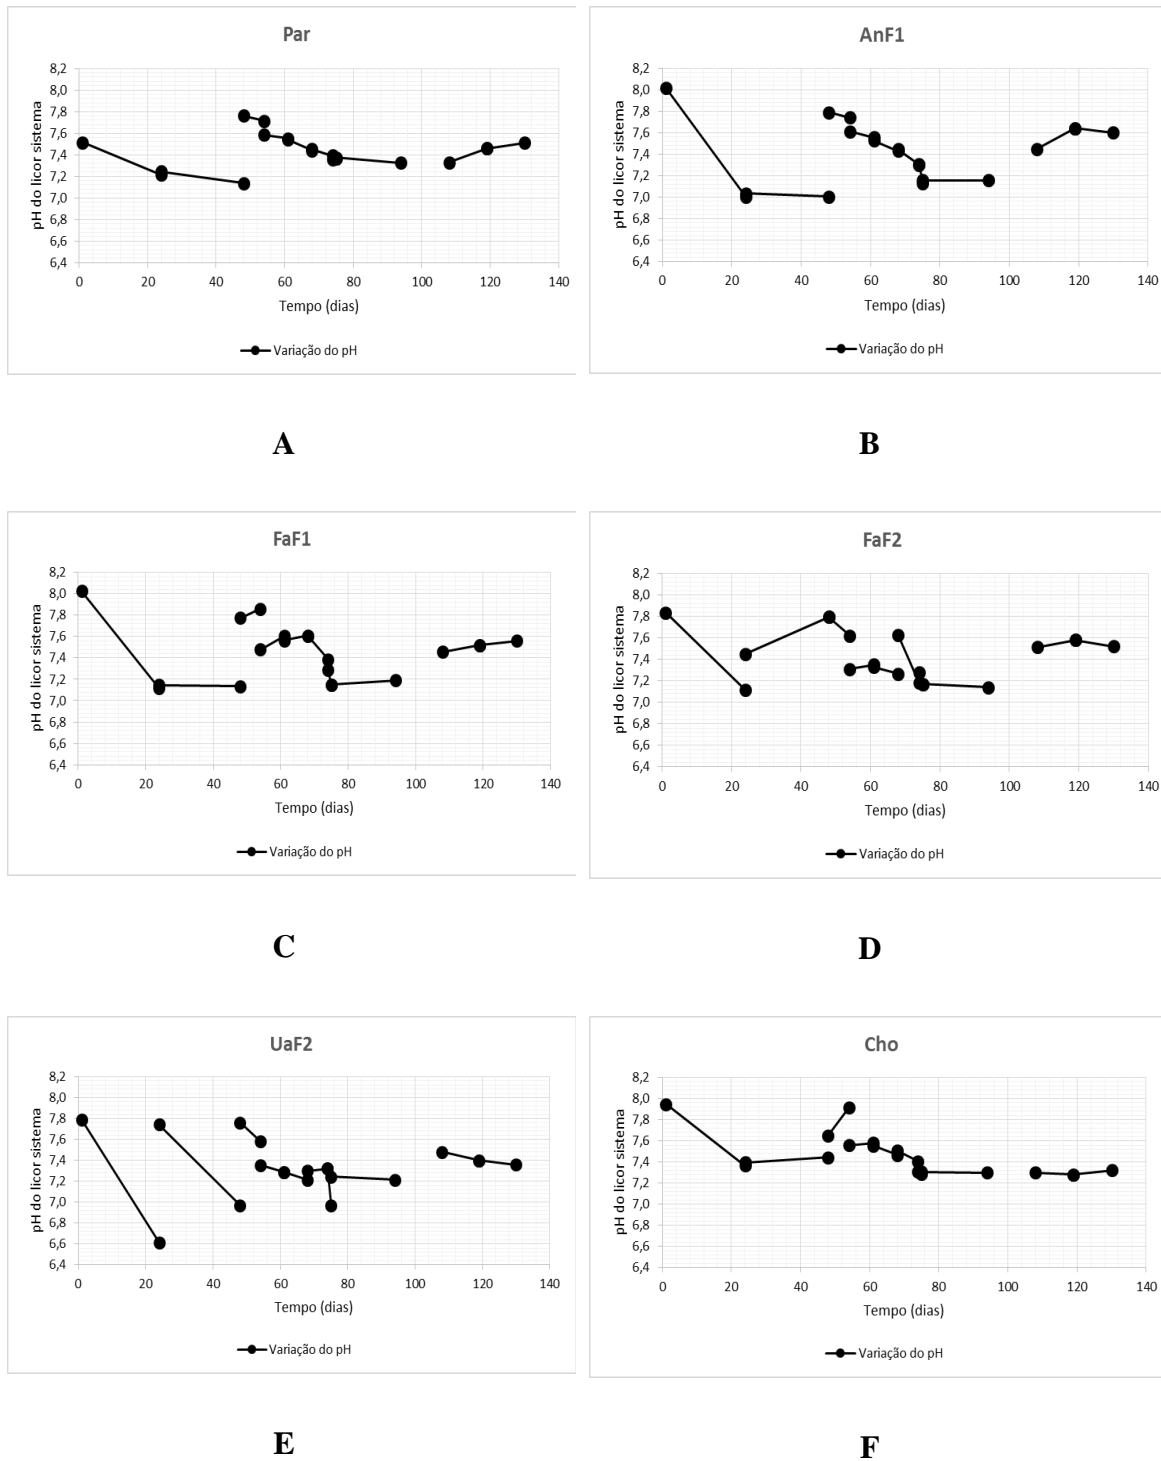 Par
pH do licor sistema
8,2
8,0
7,8
7,6
7,4
7,2
7,0
6,8
6,6
6,4
0 20 40 60 80 100 120 140
Tempo (dias)
Variação do pH
A
AnF1
pH do licor sistema
8,2
8,0
7,8
7,6
7,4
7,2
7,0
6,8
6,6
6,4
0 20 40 60 80 100 120 140
Tempo (dias)
Variação do pH
B
FaF1
pH do licor sistema
8,2
8,0
7,8
7,6
7,4
7,2
7,0
6,8
6,6
6,4
0 20 40 60 80 100 120 140
Tempo (dias)
Variação do pH
C
FaF2
pH do licor sistema
8,2
8,0
7,8
7,6
7,4
7,2
7,0
6,8
6,6
6,4
0 20 40 60 80 100 120 140
Tempo (dias)
Variação do pH
D
UaF2
pH do licor sistema
8,2
8,0
7,8
7,6
7,4
7,2
7,0
6,8
6,6
6,4
0 20 40 60 80 100 120 140
Tempo (dias)
Variação do pH
E
Cho
pH do licor sistema
8,2
8,0
7,8
7,6
7,4
7,2
7,0
6,8
6,6
6,4
0 20 40 60 80 100 120 140
Tempo (dias)
Variação do pH
F